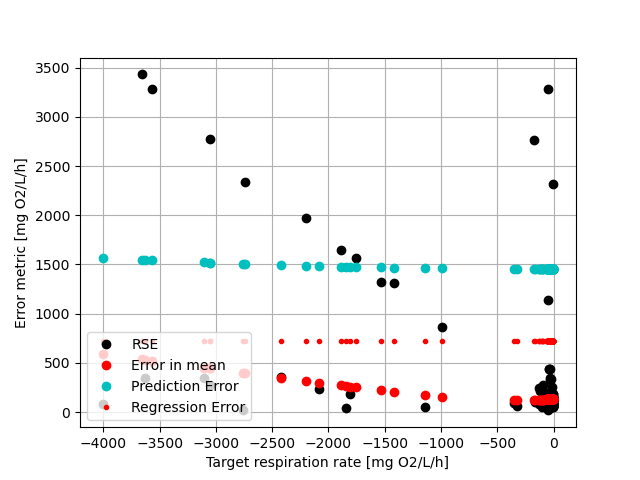 3500
3000
2500
2000
1500
1000
500
0
Error metric [mg O2/L/h]
RSE
Error in mean
Prediction Error
Regression Error
−4000 −3500 −3000 −2500 −2000 −1500 −1000 −500 0
Target respiration rate [mg O2/L/h]